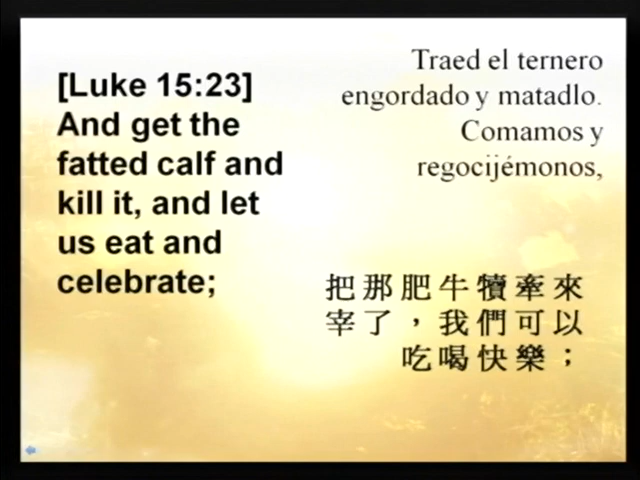 [Luke 15:23]
And get the
fatted calf and
kill it, and let
us eat and
celebrate;
Traed el ternero
engordado y matadlo.
Comamos y
regocijémonos,
把那肥牛犢牽來
宰了，我們可以
吃喝快樂；